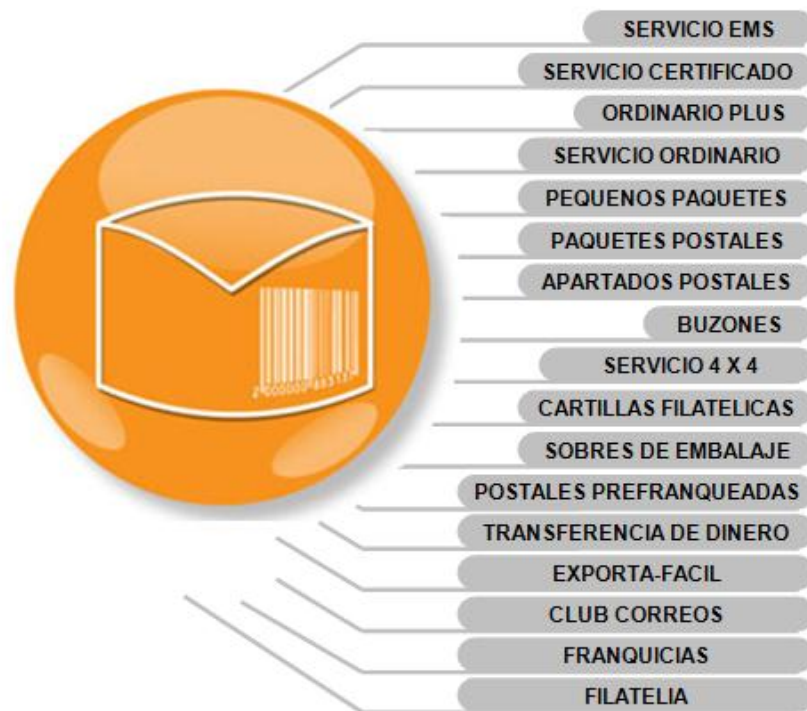 SERVICIO EMS
SERVICIO CERTIFICADO
ORDINARIO PLUS
SERVICIO ORDINARIO
PEQUENOS PAQUETES
PAQUETES POSTALES
APARTADOS POSTALES
BUZONES
SERVICIO 4 X 4
CARTILLAS FILATELICAS
SOBRES DE EMBALAJE
POSTALES PREFRANQUEADAS
TRANSFERENCIA DE DINERO
EXPORTA-FACIL
CLUB CORREOS
FRANQUICIAS
FILATELIA